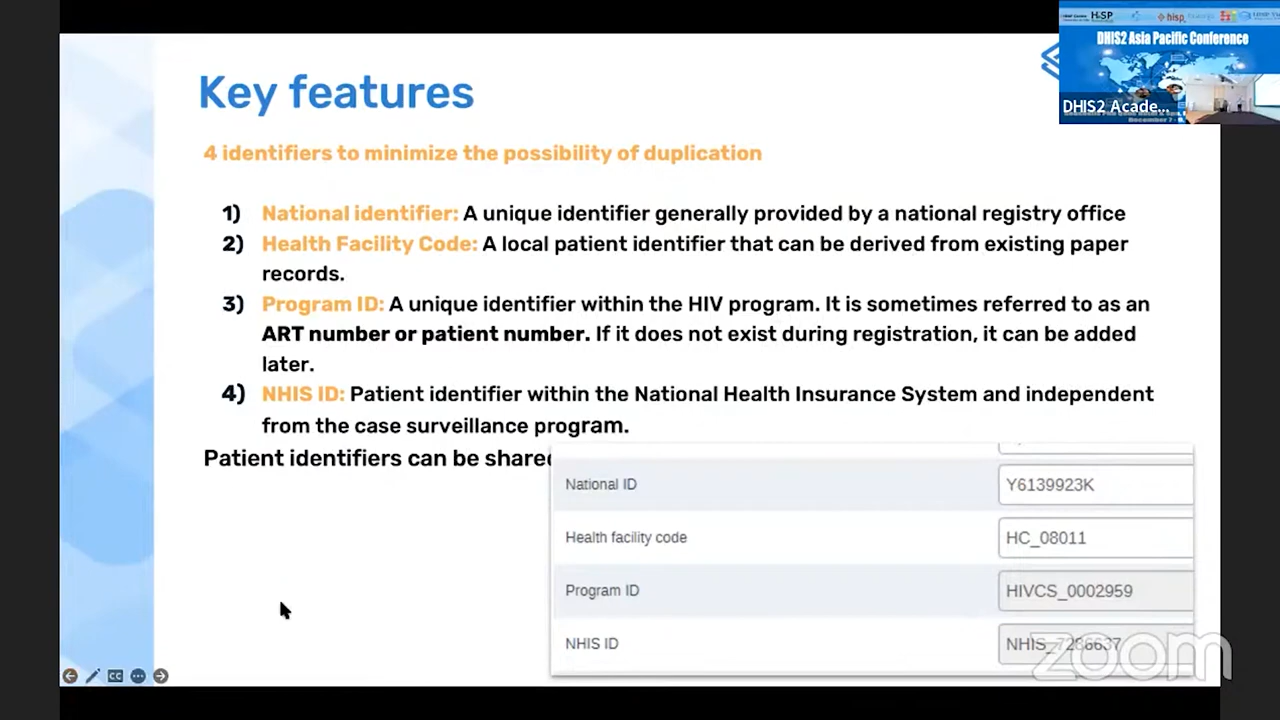 H-SP
hisp
DHIS2 Asia Pacific Conference
DHIS2 Acade...
Key features
4 identifiers to minimize the possibility of duplication
1) National identifier: A unique identifier generally provided by a national registry office
2) Health Facility Code: A local patient identifier that can be derived from existing paper
records.
3) Program ID: A unique identifier within the HIV program. It is sometimes referred to as an
ART number or patient number. If it does not exist during registration, it can be added
later.
4) NHIS ID: Patient identifier within the National Health Insurance System and independent
from the case surveillance program.
Patient identifiers can be shared
National ID Y6139923K
Health facility code HC_08011
Program ID HIVCS_0002959
NHIS ID NHIS_7286637
zoom
CC